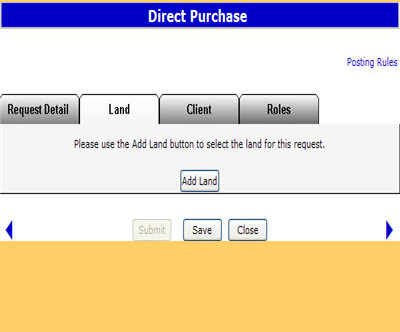 Direct Purchase
Posting Rules
Request Detail Land Client Roles
Please use the Add Land button to select the land for this request.
Add Land
Submit Save Close